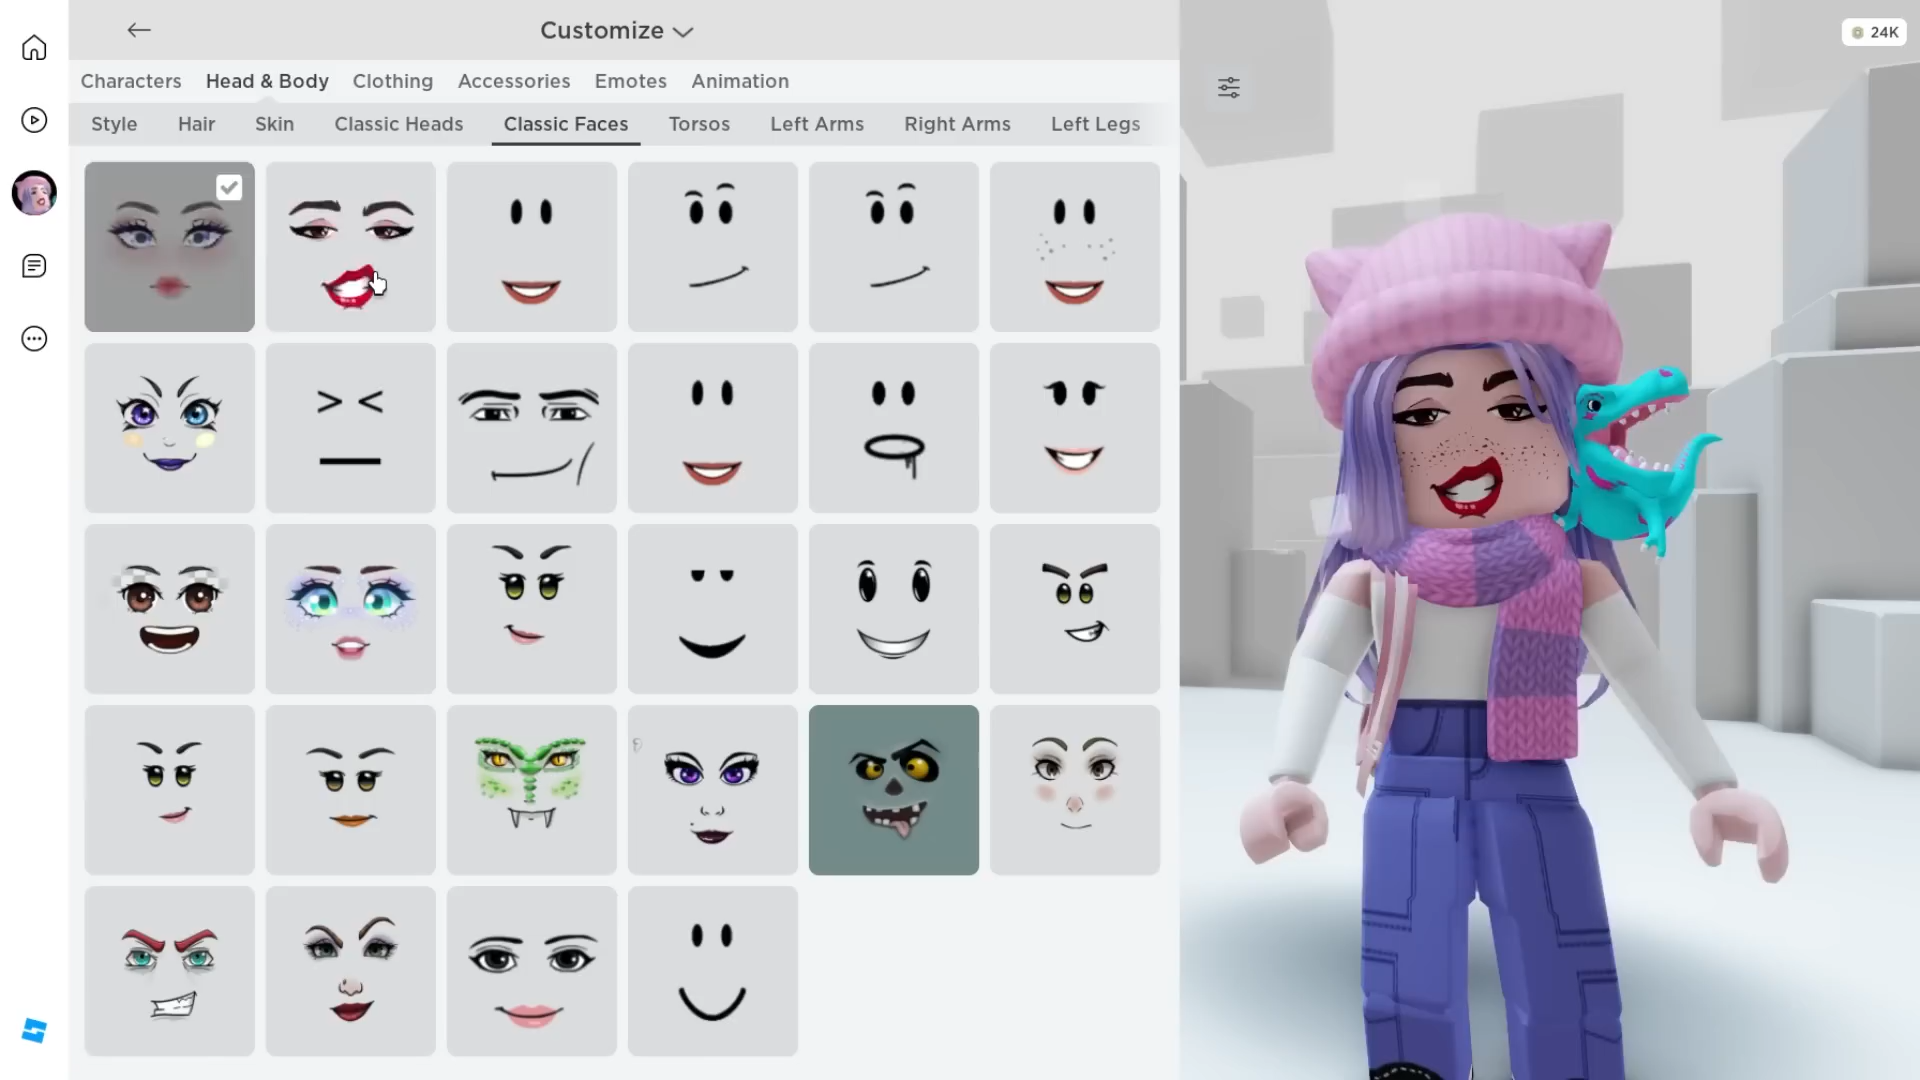 Customize
24K
Characters Head & Body Clothing Accessories Emotes Animation
Style Hair Skin Classic Heads Classic Faces Torsos Left Arms Right Arms Left Legs